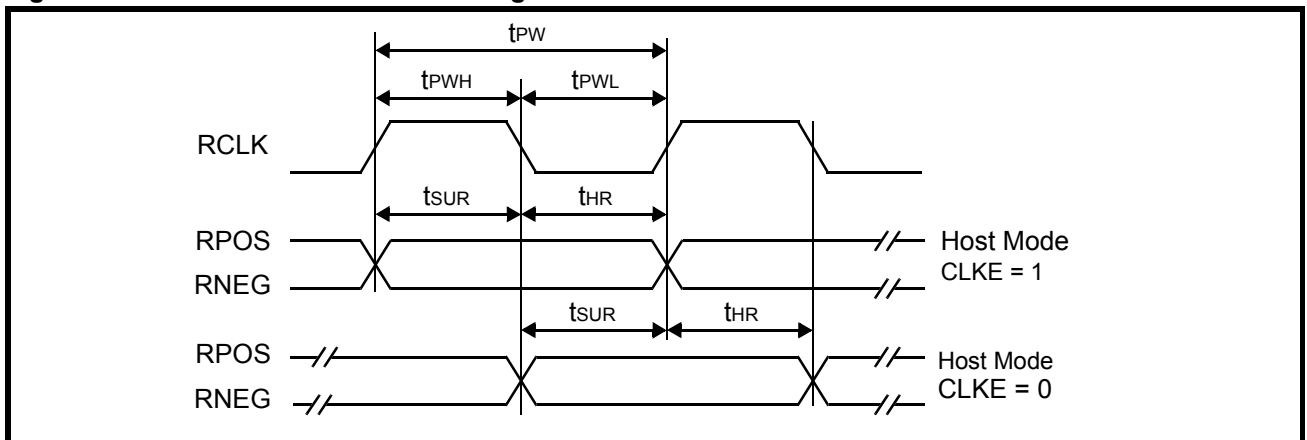 tPW
tPWH
tPWL
RCLK
tSUR
tHR
RPOS
RNEG
Host Mode
CLKE = 1
tSUR
tHR
RPOS
RNEG
Host Mode
CLKE = 0